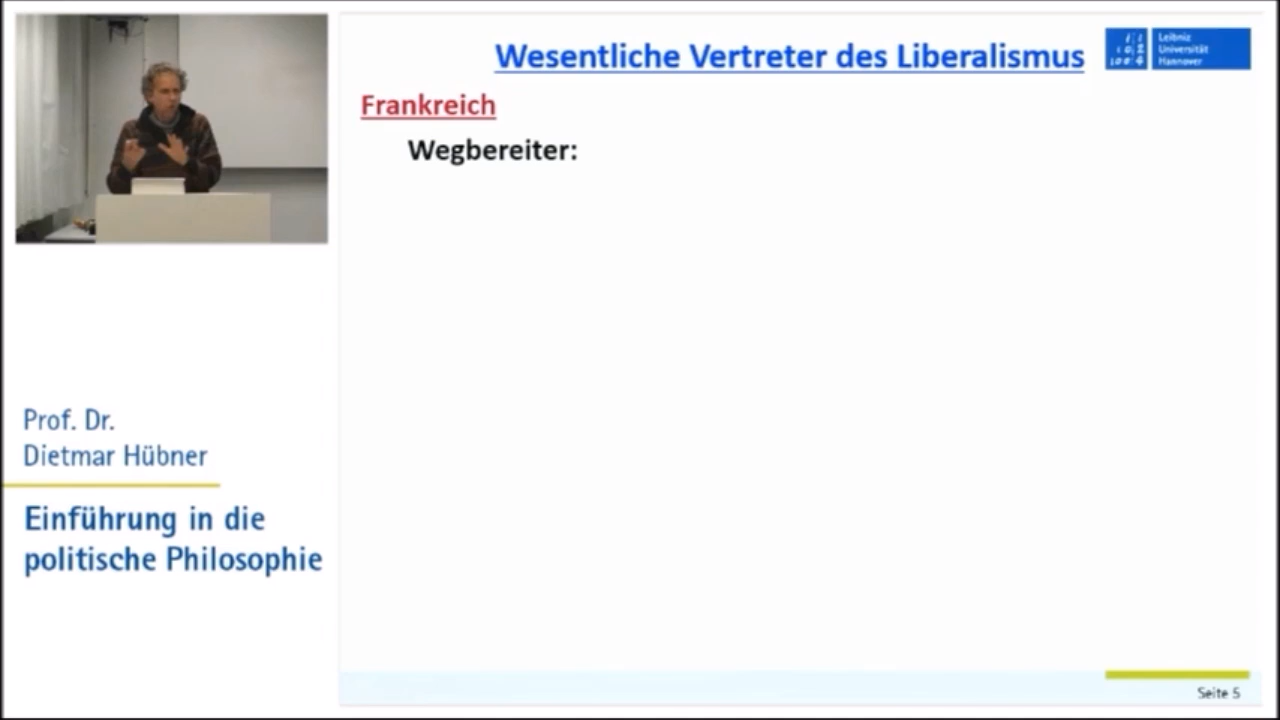 Wesentliche Vertreter des Liberalismus
Leibniz
Universität
Hannover
Frankreich
Wegbereiter:
Prof. Dr.
Dietmar Hübner
Einführung in die
politische Philosophie
Seite 5